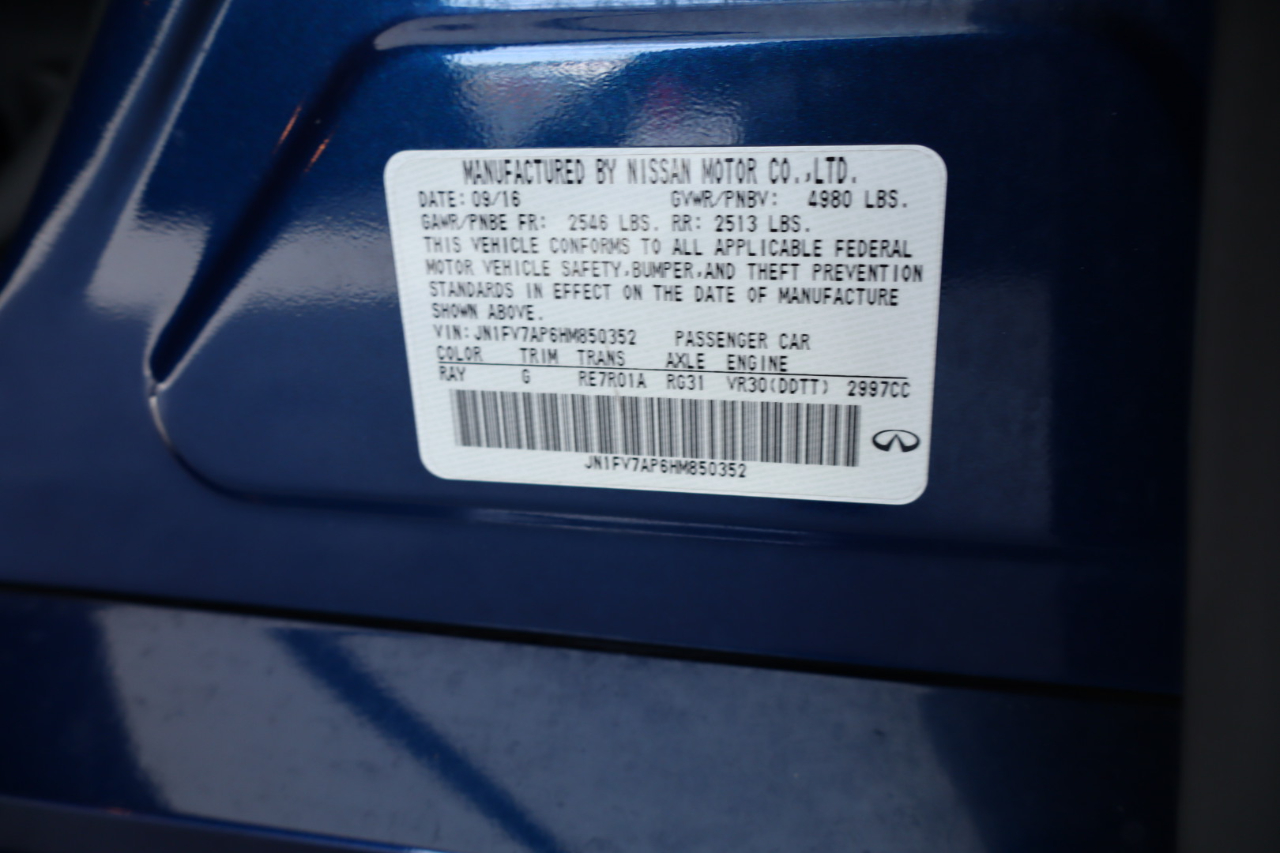 MANUFACTURED BY NISSAN MOTOR CO.,LTD.
DATE: 09/16 GVWR/PNBV: 4980 LBS.
GAWR/PNBE FR: 2546 LBS. RR: 2513 LBS.
THIS VEHICLE CONFORMS TO ALL APPLICABLE FEDERAL
MOTOR VEHICLE SAFETY,BUMPER,AND THEFT PREVENTION
STANDARDS IN EFFECT ON THE DATE OF MANUFACTURE
SHOWN ABOVE.
VIN: JN1FV7AP6HM850352 PASSENGER CAR
COLOR TRIM TRANS AXLE ENGINE
RAY G RE7R01A RG31 VR30(DDTT) 2997CC
JN1FV7AP6HM850352